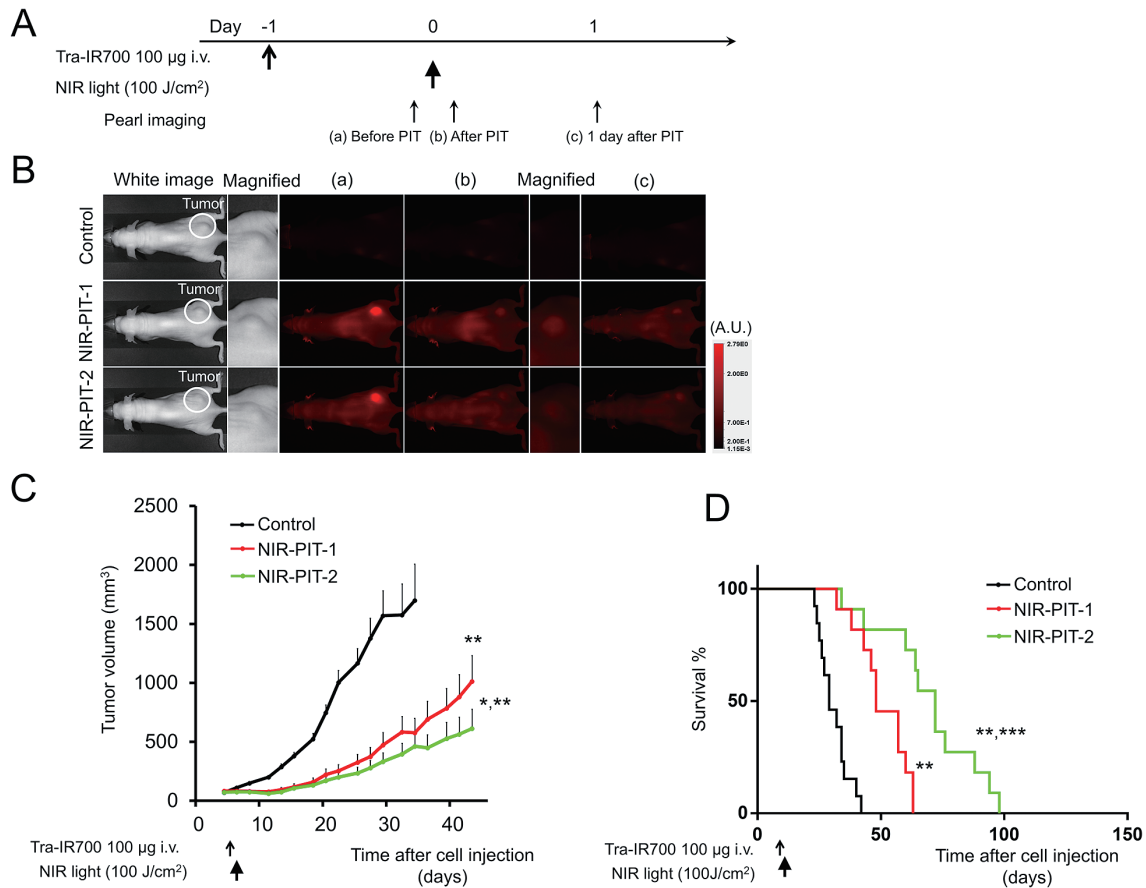 A
Day -1 0 1
Tra-IR700 100 µg i.v.
NIR light (100 J/cm²)
Pearl imaging
(a) Before PIT (b) After PIT (c) 1 day after PIT
B
White image Magnified (a) (b) Magnified (c)
Control
Tumor
NIR-PIT-1
Tumor
NIR-PIT-2
Tumor
(A.U.)
2.79E0
2.00E0
7.00E-1
2.00E-1
1.15E-3
C
Tumor volume (mm³)
2500
2000
1500
1000
500
0
Control
NIR-PIT-1
NIR-PIT-2
**
*,**
0 10 20 30 40
Tra-IR700 100 µg i.v.
NIR light (100 J/cm²)
Time after cell injection
(days)
D
Survival %
100
50
0
Control
NIR-PIT-1
NIR-PIT-2
**
**,***
0 50 100 150
Tra-IR700 100 µg i.v.
NIR light (100J/cm²)
Time after cell injection
(days)